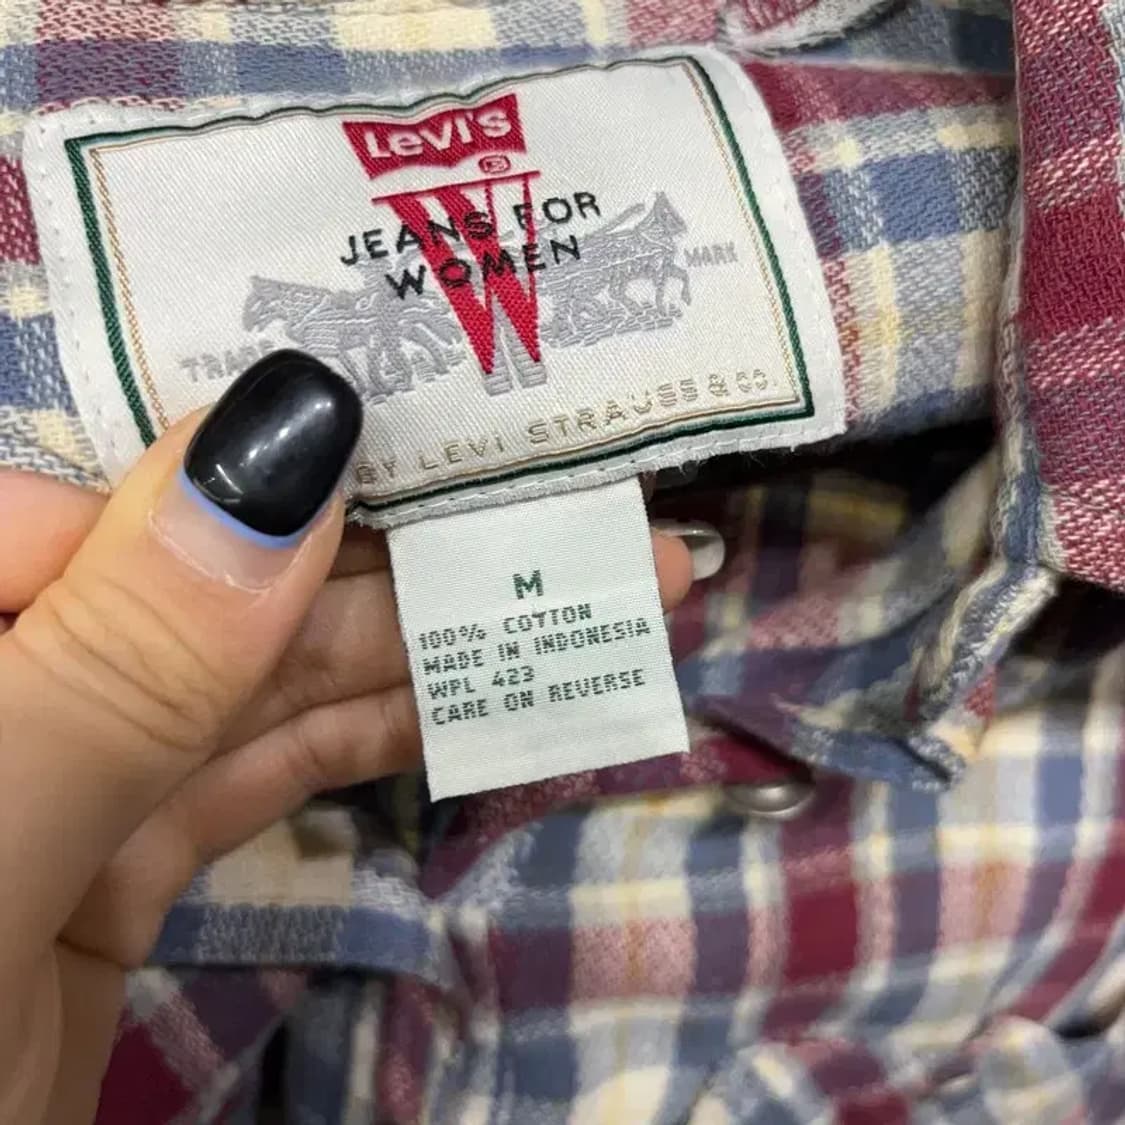 LEVI'S
®
JEANS FOR
WOMEN
MARK
BY LEVI STRAUSS & CO.
M
100% COTTON
MADE IN INDONESIA
WPL 423
CARE ON REVERSE